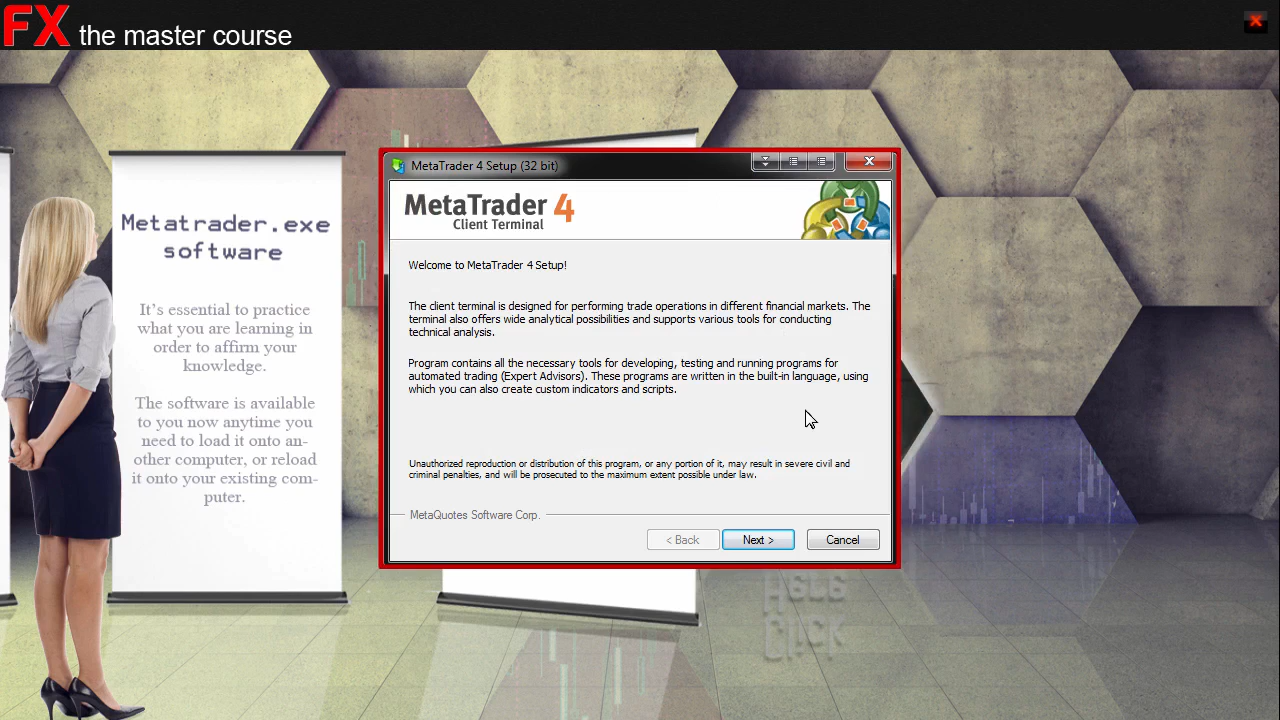 FX the master course
Metatrader.exe
software
It's essential to practice
what you are learning in
order to affirm your
knowledge.
The software is available
to you now anytime you
need to load it onto an-
other computer, or reload
it onto your existing com-
puter.
MetaTrader 4 Setup (32 bit)
MetaTrader 4
Client Terminal
Welcome to MetaTrader 4 Setup!
The client terminal is designed for performing trade operations in different financial markets. The
terminal also offers wide analytical possibilities and supports various tools for conducting
technical analysis.
Program contains all the necessary tools for developing, testing and running programs for
automated trading (Expert Advisors). These programs are written in the built-in language, using
which you can also create custom indicators and scripts.
Unauthorized reproduction or distribution of this program, or any portion of it, may result in severe civil and
criminal penalties, and will be prosecuted to the maximum extent possible under law.
MetaQuotes Software Corp.
< Back
Next >
Cancel